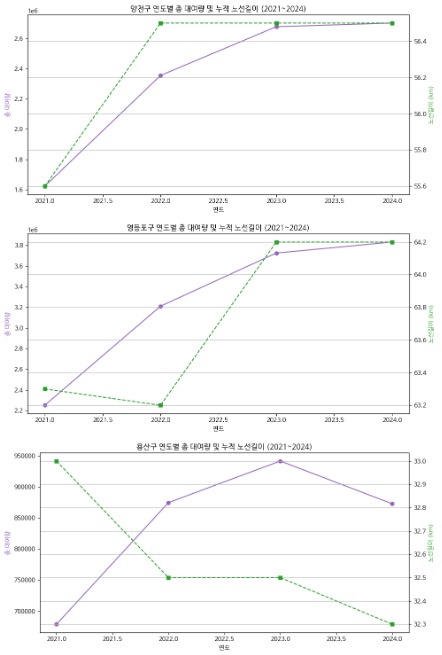 양천구 연도별 총 대여량 및 누적 노선길이 (2021~2024)
1e6
2.6
2.4
2.2
2.0
1.8
1.6
총 대여량
56.4
56.2
56.0
55.8
55.6
노선길이 (km)
2021.0 2021.5 2022.0 2022.5 2023.0 2023.5 2024.0
연도
영등포구 연도별 총 대여량 및 누적 노선길이 (2021~2024)
1e6
3.8
3.6
3.4
3.2
3.0
2.8
2.6
2.4
2.2
총 대여량
64.2
64.0
63.8
63.6
63.4
63.2
노선길이 (km)
2021.0 2021.5 2022.0 2022.5 2023.0 2023.5 2024.0
연도
용산구 연도별 총 대여량 및 누적 노선길이 (2021~2024)
950000
900000
850000
800000
750000
700000
총 대여량
33.0
32.9
32.8
32.7
32.6
32.5
32.4
32.3
노선길이 (km)
2021.0 2021.5 2022.0 2022.5 2023.0 2023.5 2024.0
연도